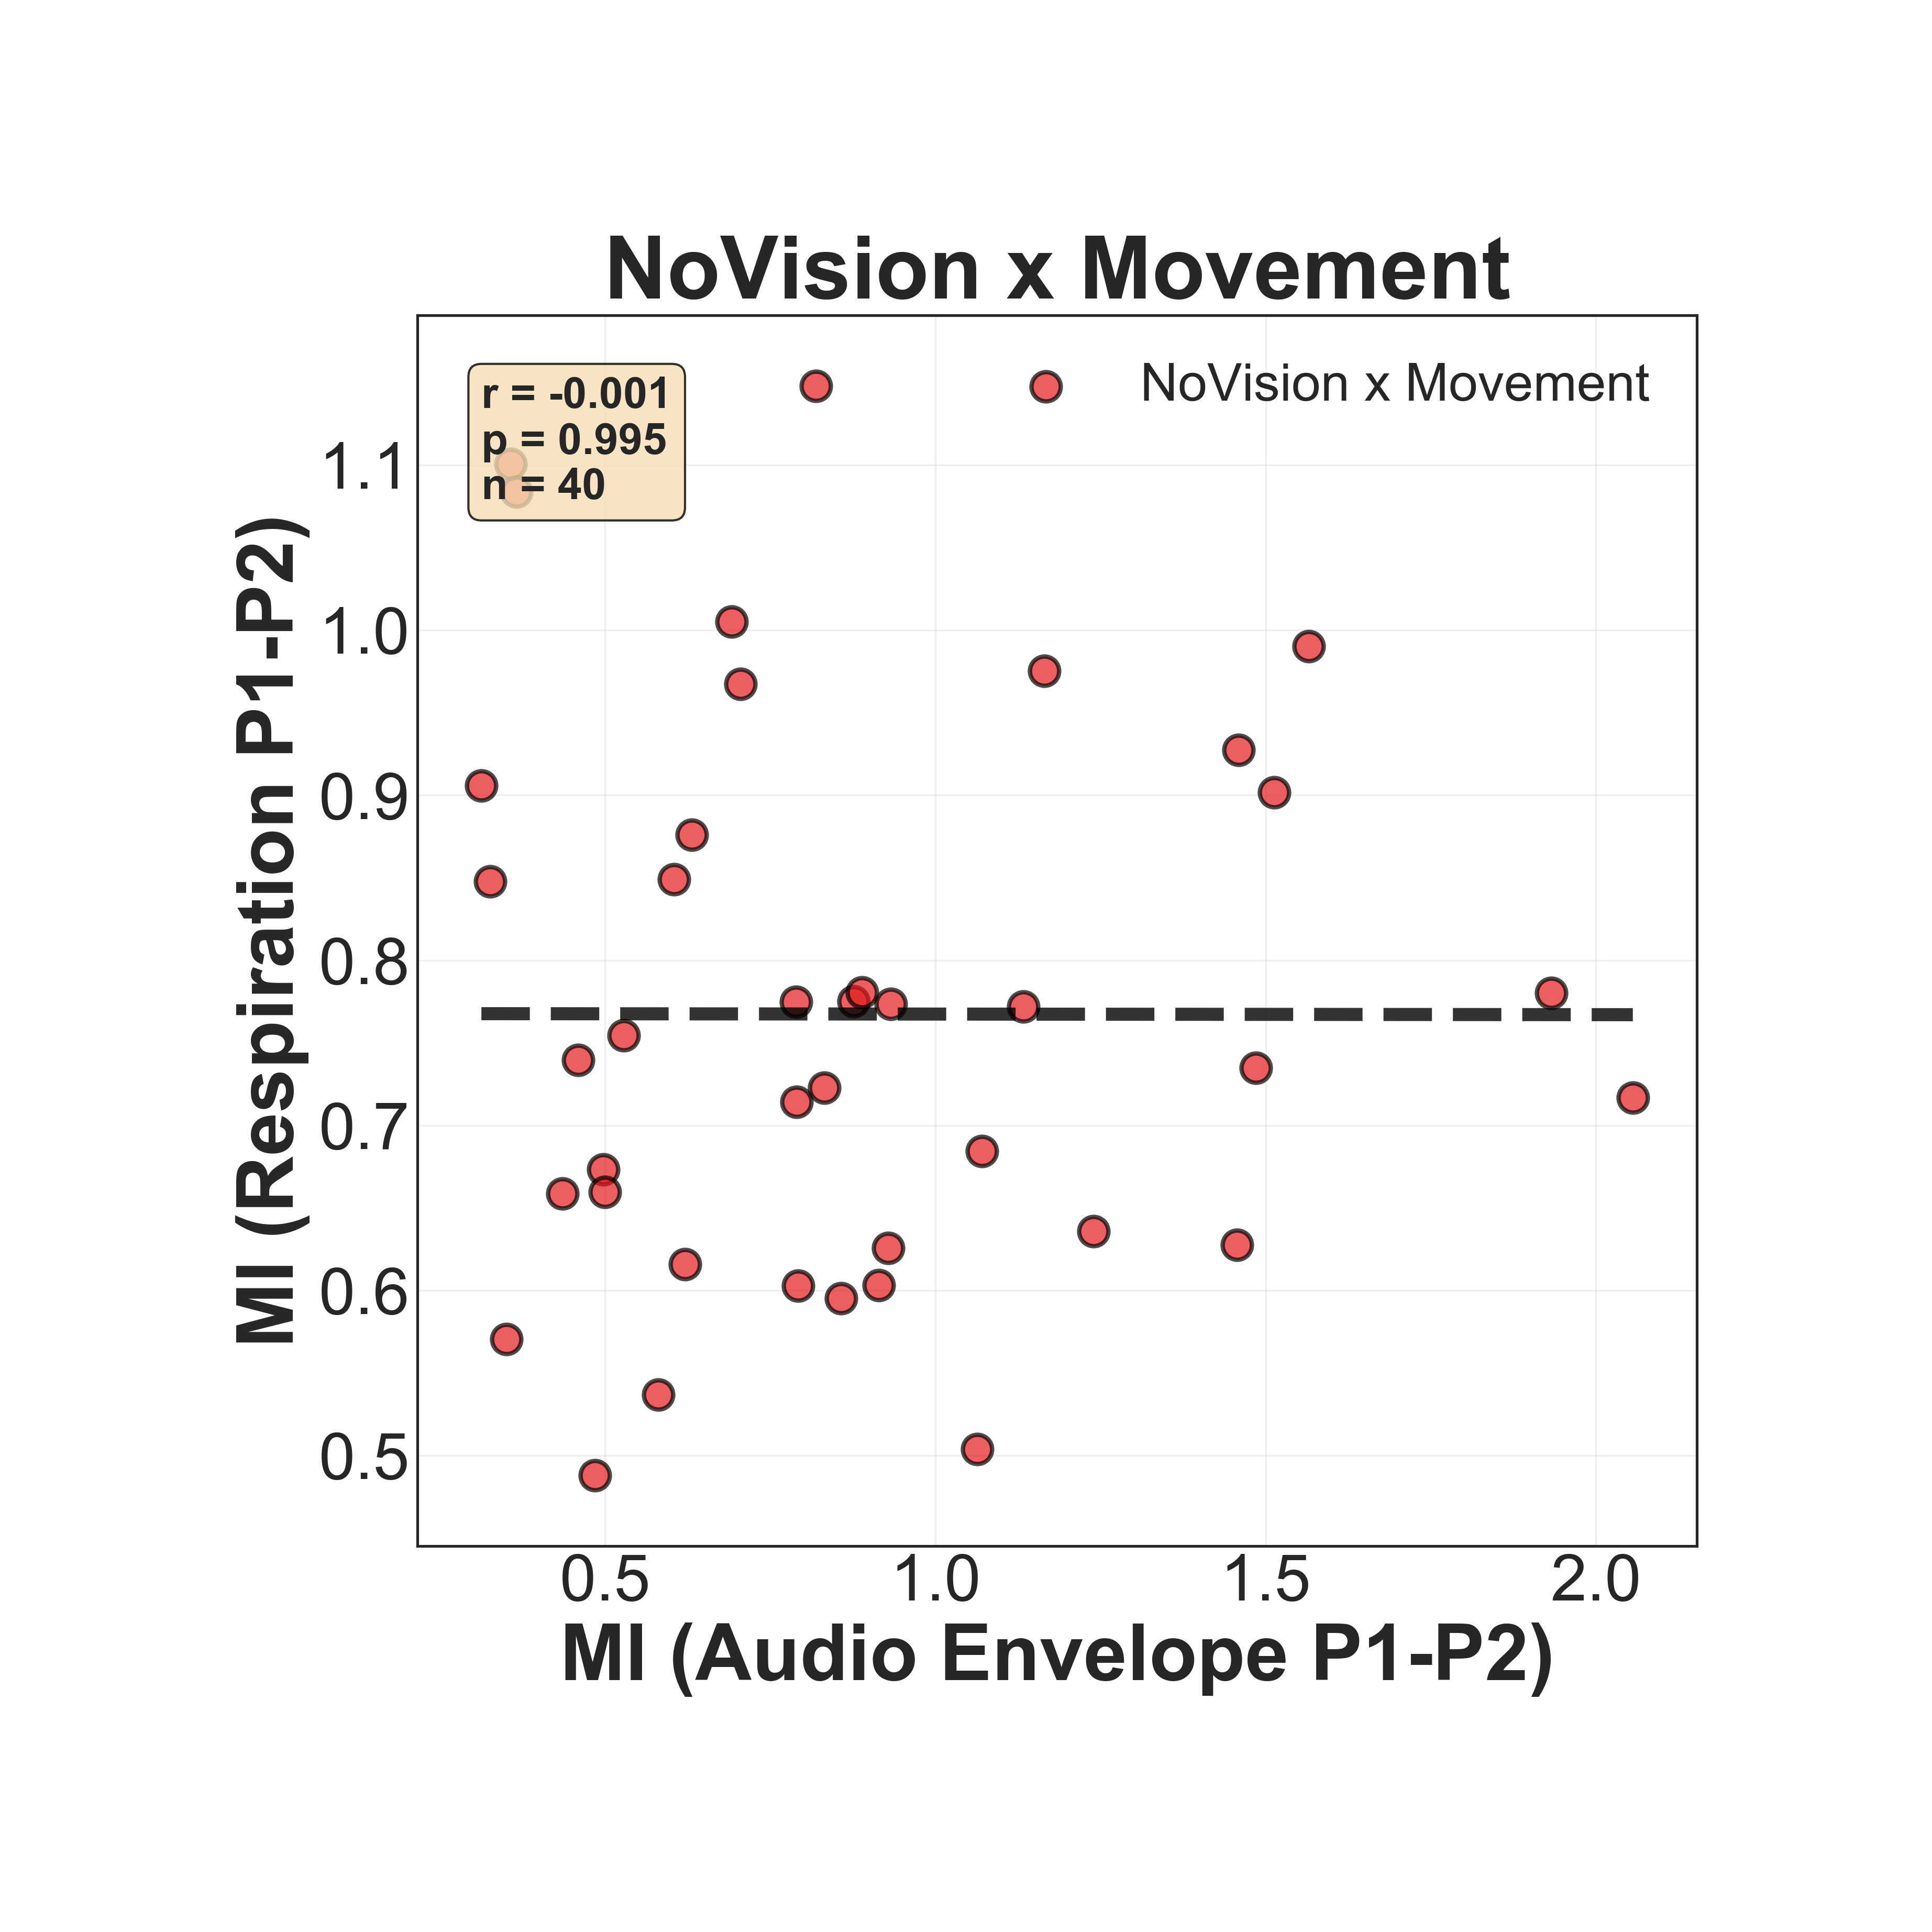 NoVision x Movement
r = -0.001
p = 0.995
n = 40
NoVision x Movement
1.1
1.0
0.9
0.8
0.7
0.6
0.5
MI (Respiration P1-P2)
0.5 1.0 1.5 2.0
MI (Audio Envelope P1-P2)